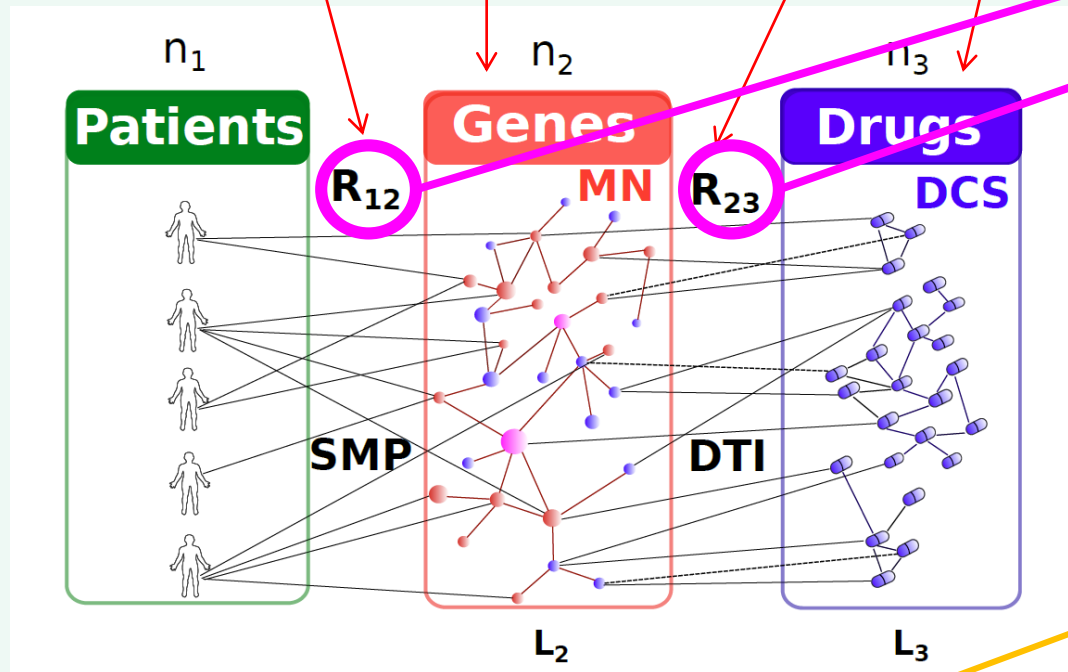 n₁ n₂ n₃
Patients Genes Drugs
R₁₂ MN R₂₃ DCS
SMP DTI
L₂ L₃